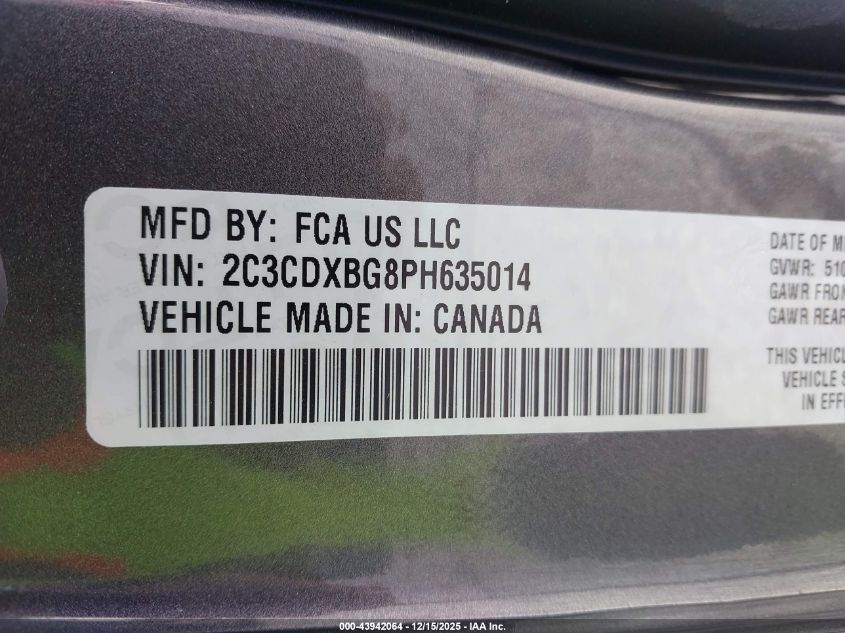 MFD BY: FCA US LLC
VIN: 2C3CDXBG8PH635014
VEHICLE MADE IN: CANADA
DATE OF M
GVWR: 510
GAWR FRON
GAWR REAR
THIS VEHICL
VEHICLE S
IN EFF
000-43942064 - 12/15/2025 - IAA Inc.